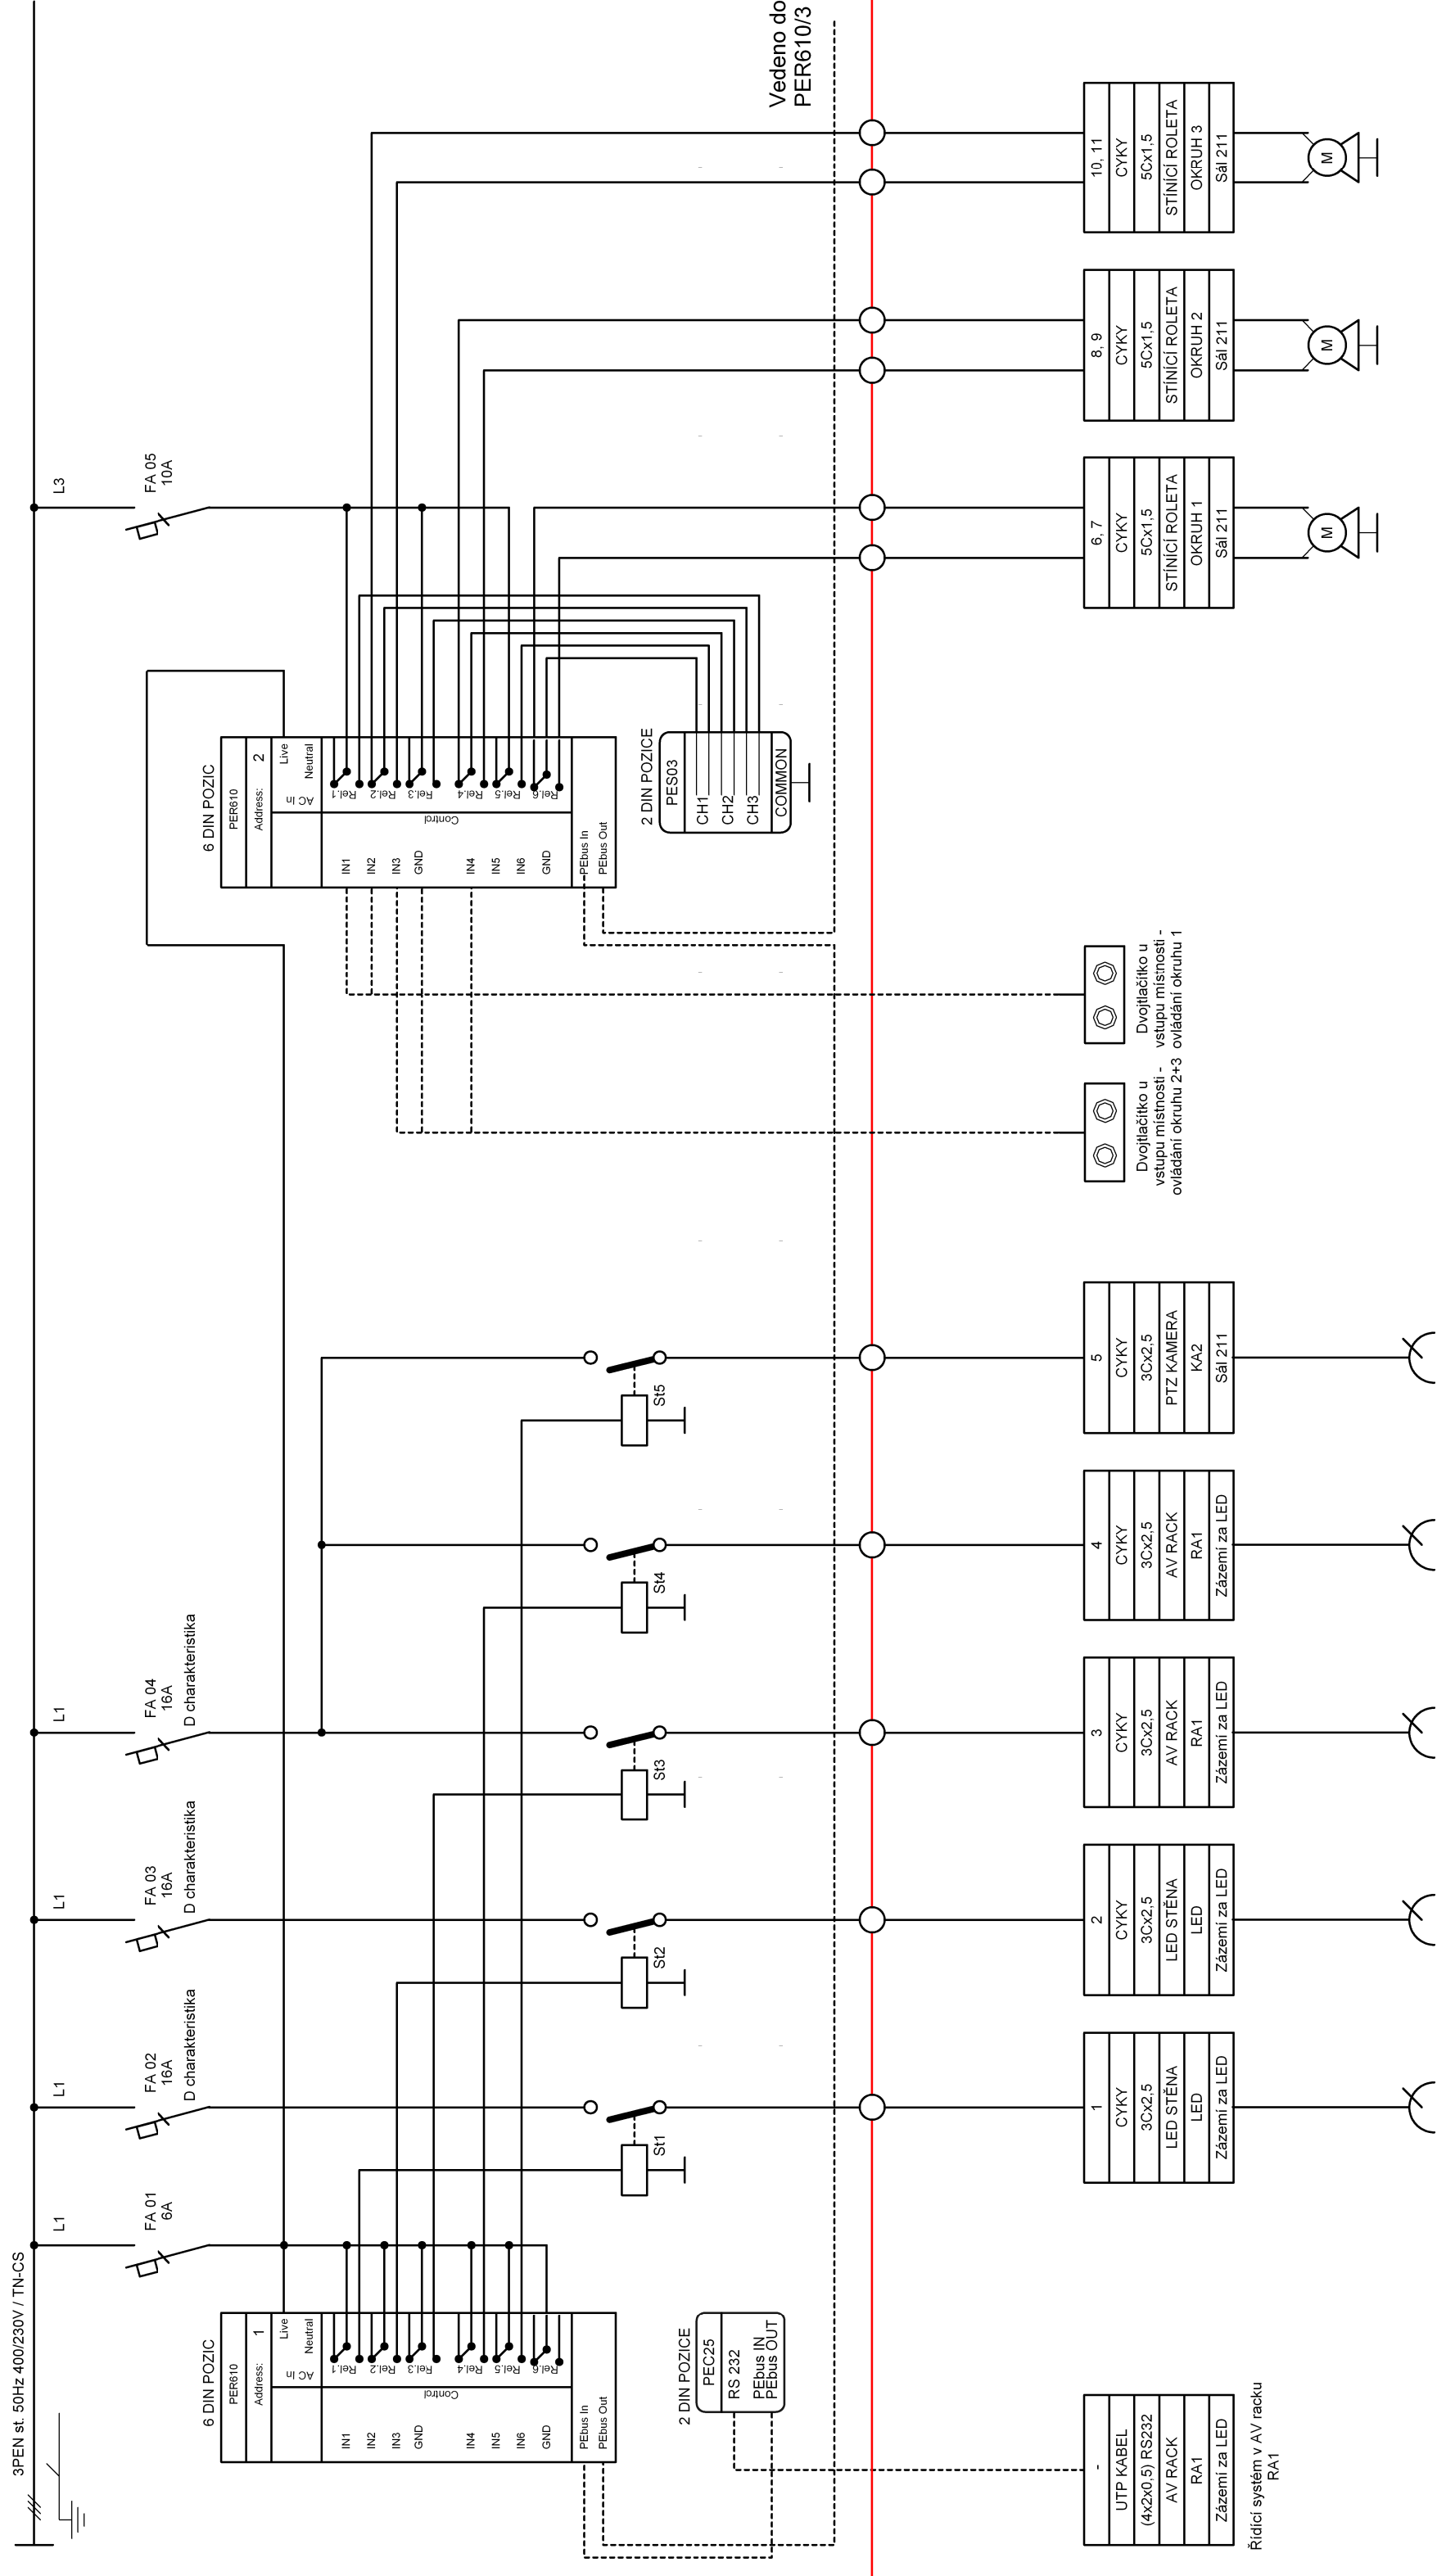 3PEN st. 50Hz 400/230V / TN-CS
L1
FA 01
6A
L1
FA 02
16A
D charakteristika
L1
FA 03
16A
D charakteristika
L1
FA 04
16A
D charakteristika
L3
FA 05
10A
6 DIN POZIC
PER610
Address: 1
Live
Neutral
AC In
Rel.1
Rel.2
Rel.3
Rel.4
Rel.5
Rel.6
Control
IN1
IN2
IN3
GND
IN4
IN5
IN6
GND
PEbus In
PEbus Out
6 DIN POZIC
PER610
Address: 2
Live
Neutral
AC In
Rel.1
Rel.2
Rel.3
Rel.4
Rel.5
Rel.6
Control
IN1
IN2
IN3
GND
IN4
IN5
IN6
GND
PEbus In
PEbus Out
2 DIN POZICE
PEC25
RS 232
PEbus IN
PEbus OUT
St1
St2
St3
St4
St5
2 DIN POZICE
PES03
CH1
CH2
CH3
COMMON
Vedeno do
PER610/3
-
UTP KABEL
(4x2x0,5) RS232
AV RACK
RA1
Zázemí za LED
Řídící systém v AV racku
RA1
1
CYKY
3Cx2,5
LED STĚNA
LED
Zázemí za LED
2
CYKY
3Cx2,5
LED STĚNA
LED
Zázemí za LED
3
CYKY
3Cx2,5
AV RACK
RA1
Zázemí za LED
4
CYKY
3Cx2,5
AV RACK
RA1
Zázemí za LED
5
CYKY
3Cx2,5
PTZ KAMERA
KA2
Sál 211
Dvojtlačítko u
vstupu místnosti -
ovládání okruhu 2+3
Dvojtlačítko u
vstupu místnosti -
ovládání okruhu 1
6, 7
CYKY
5Cx1,5
STÍNÍCÍ ROLETA
OKRUH 1
Sál 211
M
8, 9
CYKY
5Cx1,5
STÍNÍCÍ ROLETA
OKRUH 2
Sál 211
M
10, 11
CYKY
5Cx1,5
STÍNÍCÍ ROLETA
OKRUH 3
Sál 211
M